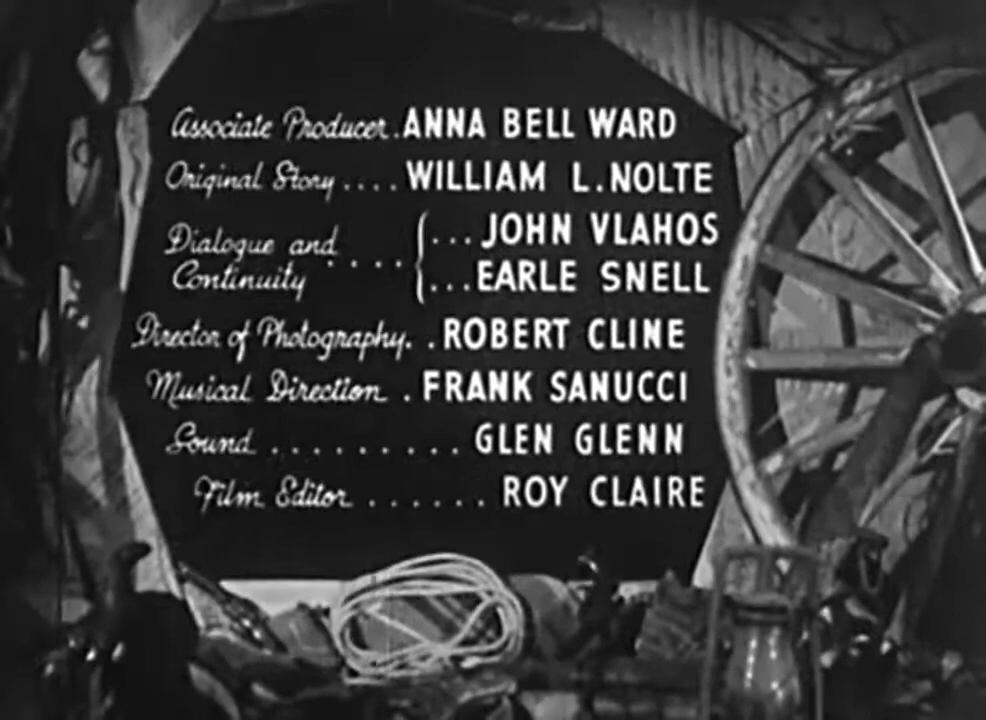 Associate Producer.ANNA BELL WARD
Original Story....WILLIAM L.NOLTE
Dialogue and Continuity....{...JOHN VLAHOS
...EARLE SNELL
Director of Photography..ROBERT CLINE
Musical Direction.FRANK SANUCCI
Sound.........GLEN GLENN
Film Editor......ROY CLAIRE